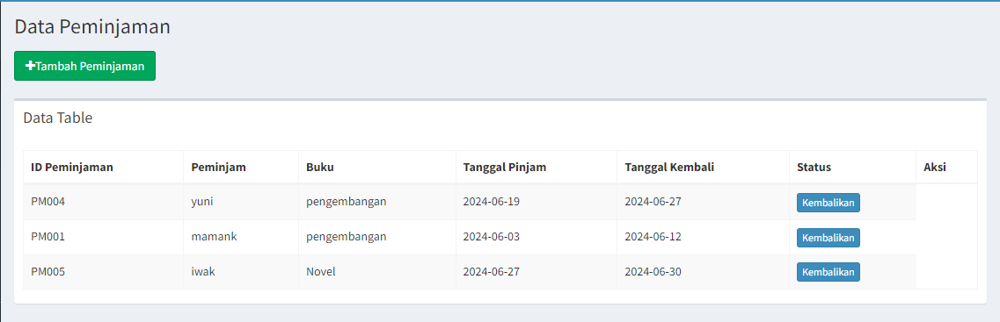 Data Peminjaman
+Tambah Peminjaman
Data Table
ID Peminjaman Peminjam Buku Tanggal Pinjam Tanggal Kembali Status Aksi
PM004 yuni pengembangan 2024-06-19 2024-06-27 Kembalikan
PM001 mamank pengembangan 2024-06-03 2024-06-12 Kembalikan
PM005 iwak Novel 2024-06-27 2024-06-30 Kembalikan